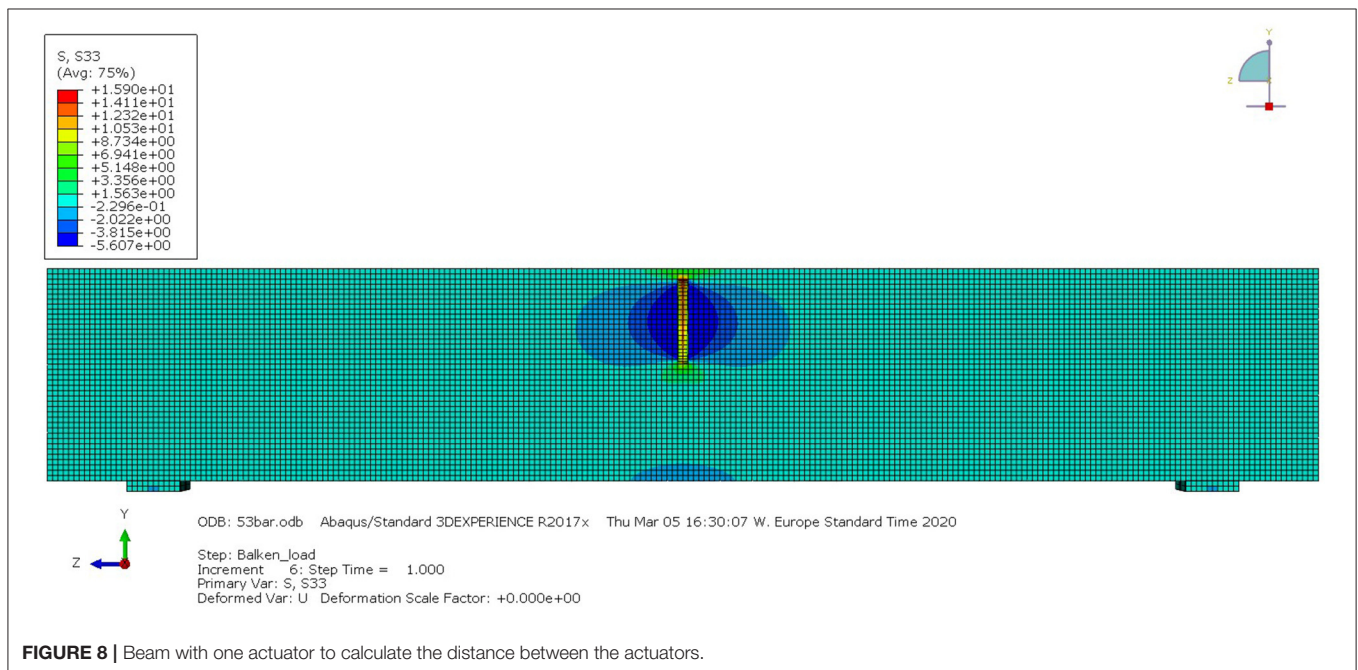 S, S33
(Avg: 75%)
+1.590e+01
+1.411e+01
+1.232e+01
+1.053e+01
+8.734e+00
+6.941e+00
+5.148e+00
+3.356e+00
+1.563e+00
-2.296e-01
-2.022e+00
-3.815e+00
-5.607e+00
Y
Z
Y
Z
ODB: 53bar.odb Abaqus/Standard 3DEXPERIENCE R2017x Thu Mar 05 16:30:07 W. Europe Standard Time 2020
Step: Balken_load
Increment 6: Step Time = 1.000
Primary Var: S, S33
Deformed Var: U Deformation Scale Factor: +0.000e+00
FIGURE 8 | Beam with one actuator to calculate the distance between the actuators.